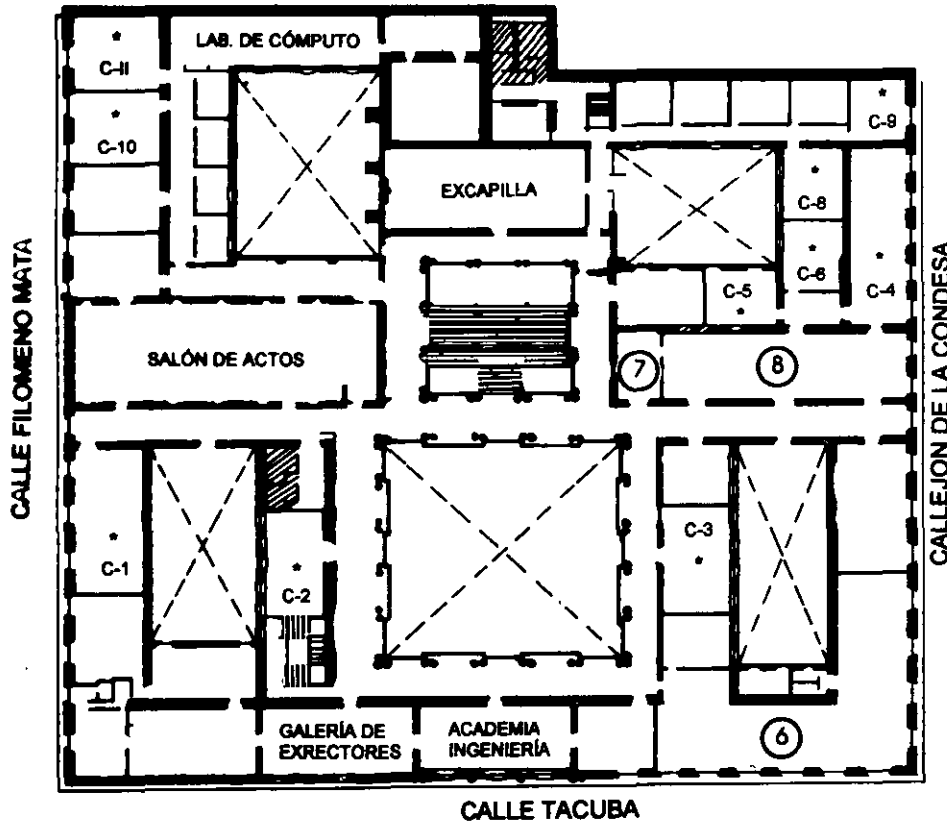 LAB. DE CÓMPUTO
C-11
C-10
C-9
EXCAPILLA
C-8
C-6
C-5
C-4
CALLE FILOMENO MATA
SALÓN DE ACTOS
7
8
CALLEJON DE LA CONDESA
C-1
C-2
C-3
GALERÍA DE
EXRECTORES
ACADEMIA
INGENIERÍA
6
CALLE TACUBA